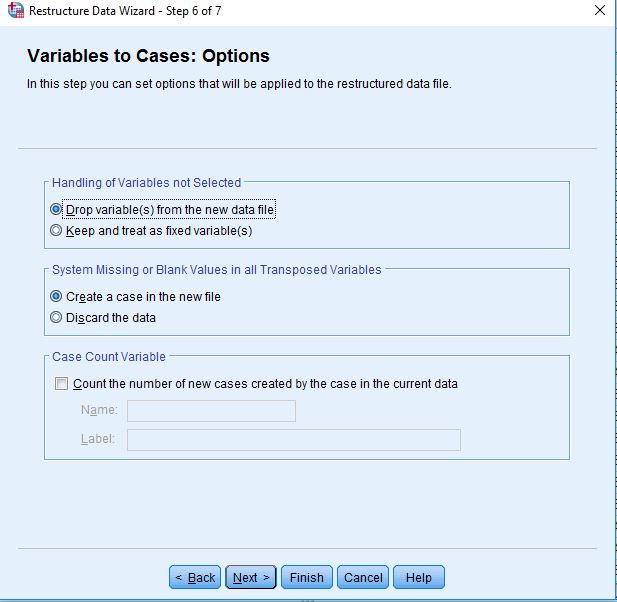 Restructure Data Wizard - Step 6 of 7
Variables to Cases: Options
In this step you can set options that will be applied to the restructured data file.
Handling of Variables not Selected
Drop variable(s) from the new data file
Keep and treat as fixed variable(s)
System Missing or Blank Values in all Transposed Variables
Create a case in the new file
Discard the data
Case Count Variable
Count the number of new cases created by the case in the current data
Name:
Label:
< Back Next > Finish Cancel Help